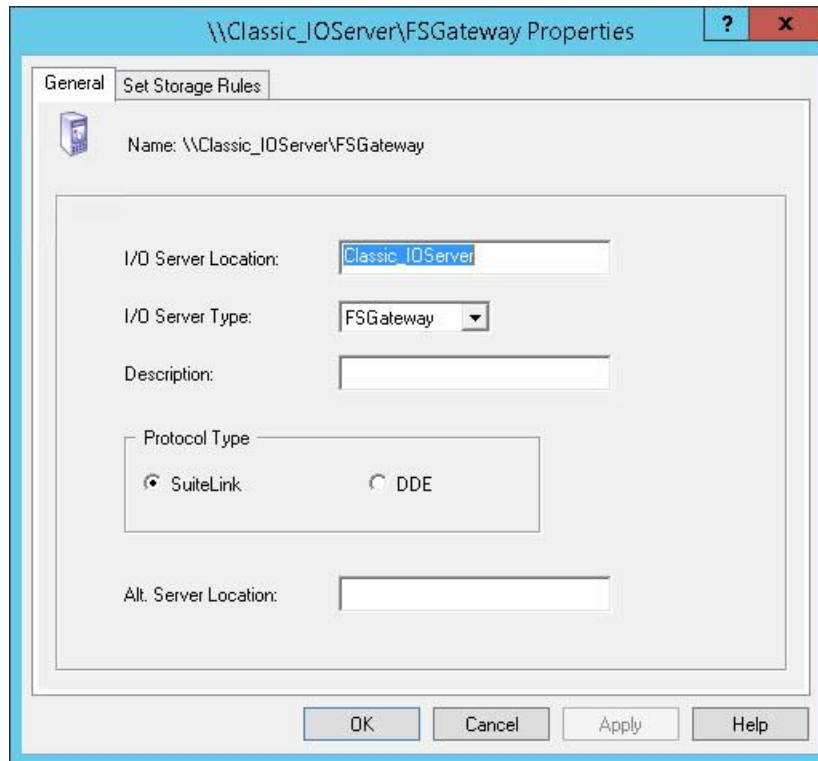 \\Classic_IOServer\FSGateway Properties
? x
General Set Storage Rules
Name: \\Classic_IOServer\FSGateway
I/O Server Location: Classic_IOServer
I/O Server Type: FSGateway
Description:
Protocol Type
SuiteLink DDE
Alt. Server Location:
OK Cancel Apply Help